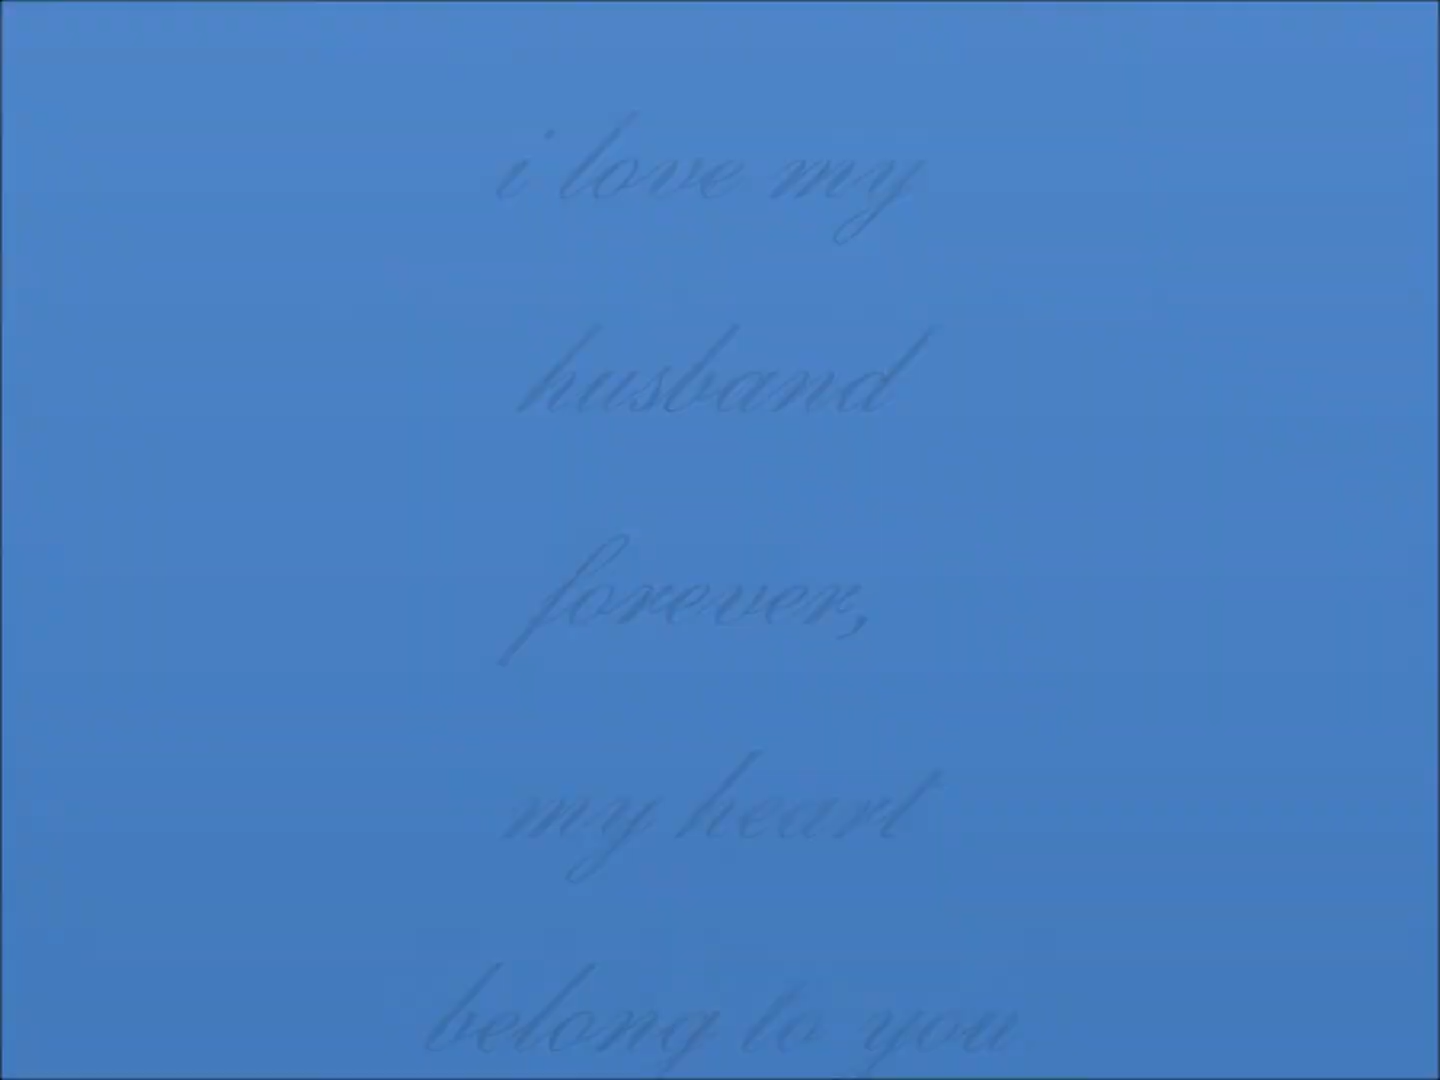 i love my
husband
forever,
my heart
belong to you